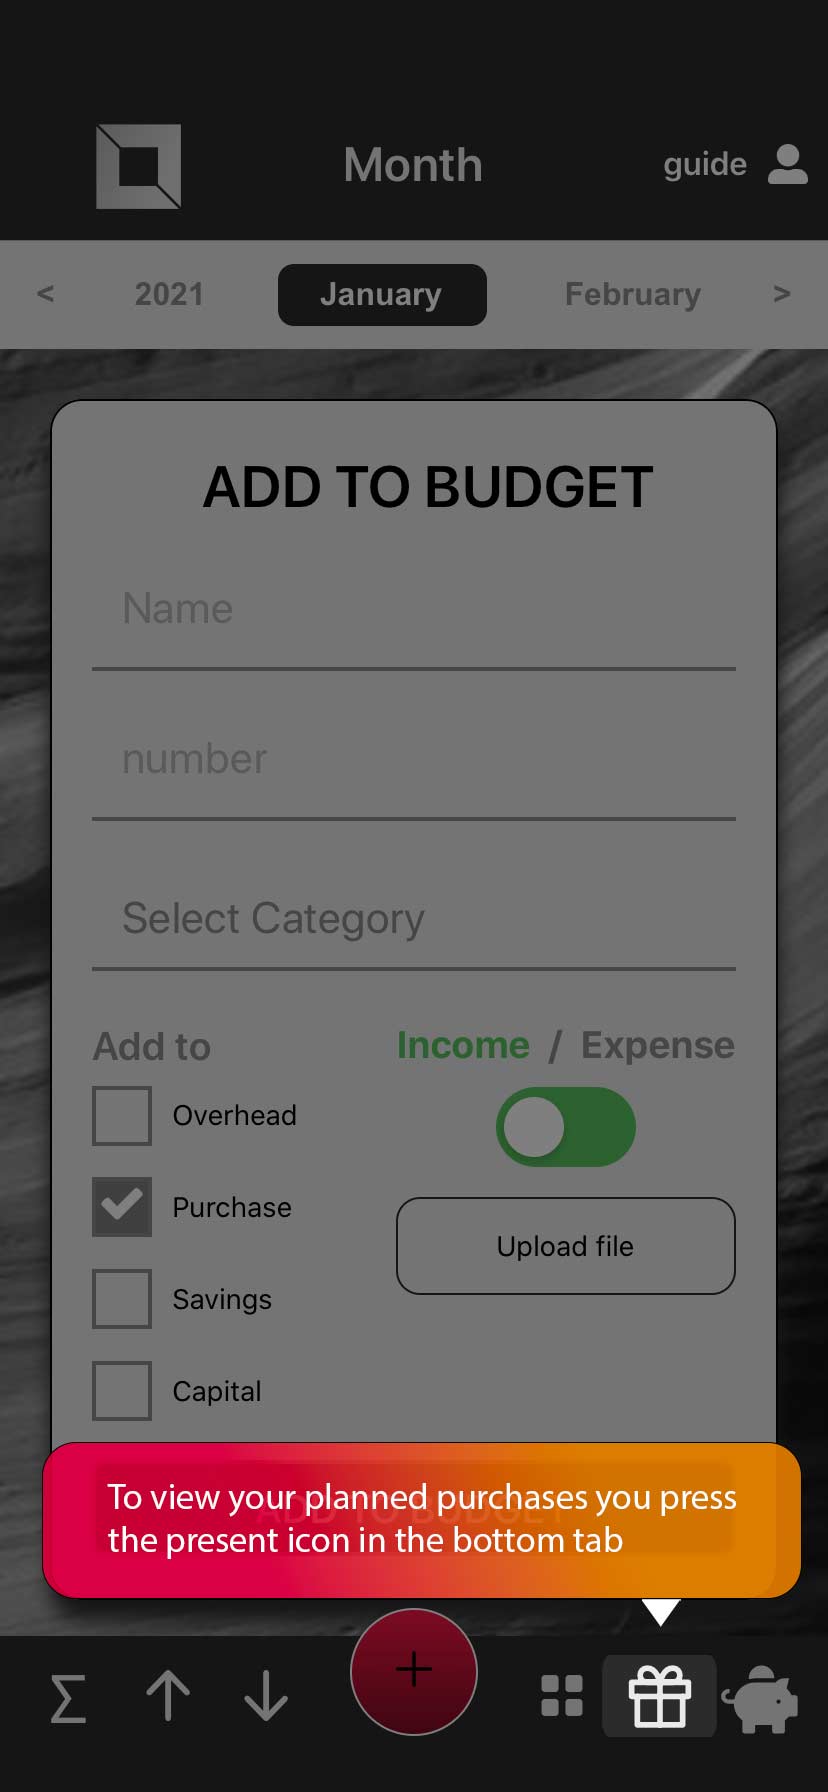 Month
guide
< 2021 January February >
ADD TO BUDGET
Name
number
Select Category
Add to
Income / Expense
Overhead
Purchase
Upload file
Savings
Capital
ADD TO BUDGET
To view your planned purchases you press
the present icon in the bottom tab